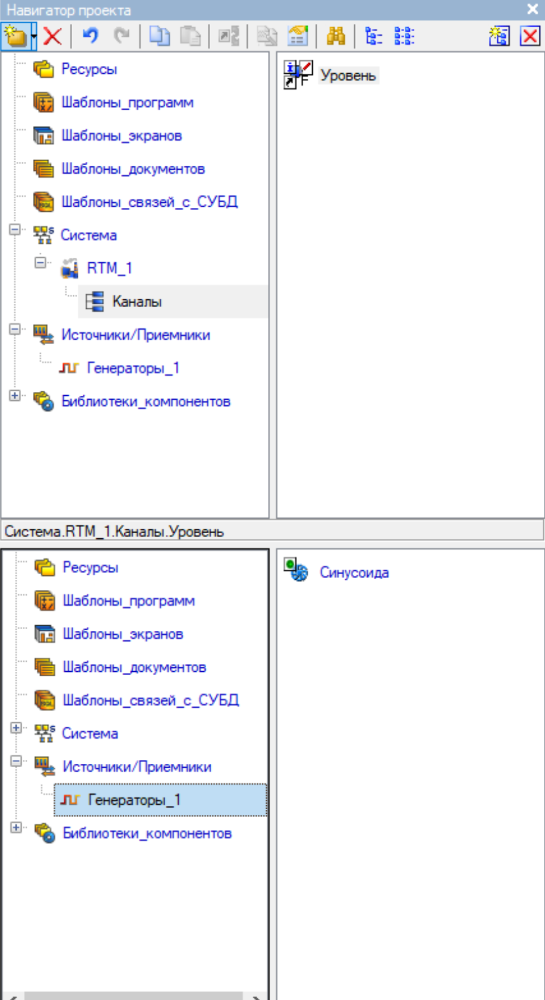 Навигатор проекта
Ресурсы
Шаблоны_программ
Шаблоны_экранов
Шаблоны_документов
Шаблоны_связей_с_СУБД
Система
RTM_1
Каналы
Источники/Приемники
Генераторы_1
Библиотеки_компонентов
Уровень
Система.RTM_1.Каналы.Уровень
Ресурсы
Шаблоны_программ
Шаблоны_экранов
Шаблоны_документов
Шаблоны_связей_с_СУБД
Система
Источники/Приемники
Генераторы_1
Библиотеки_компонентов
Синусоида